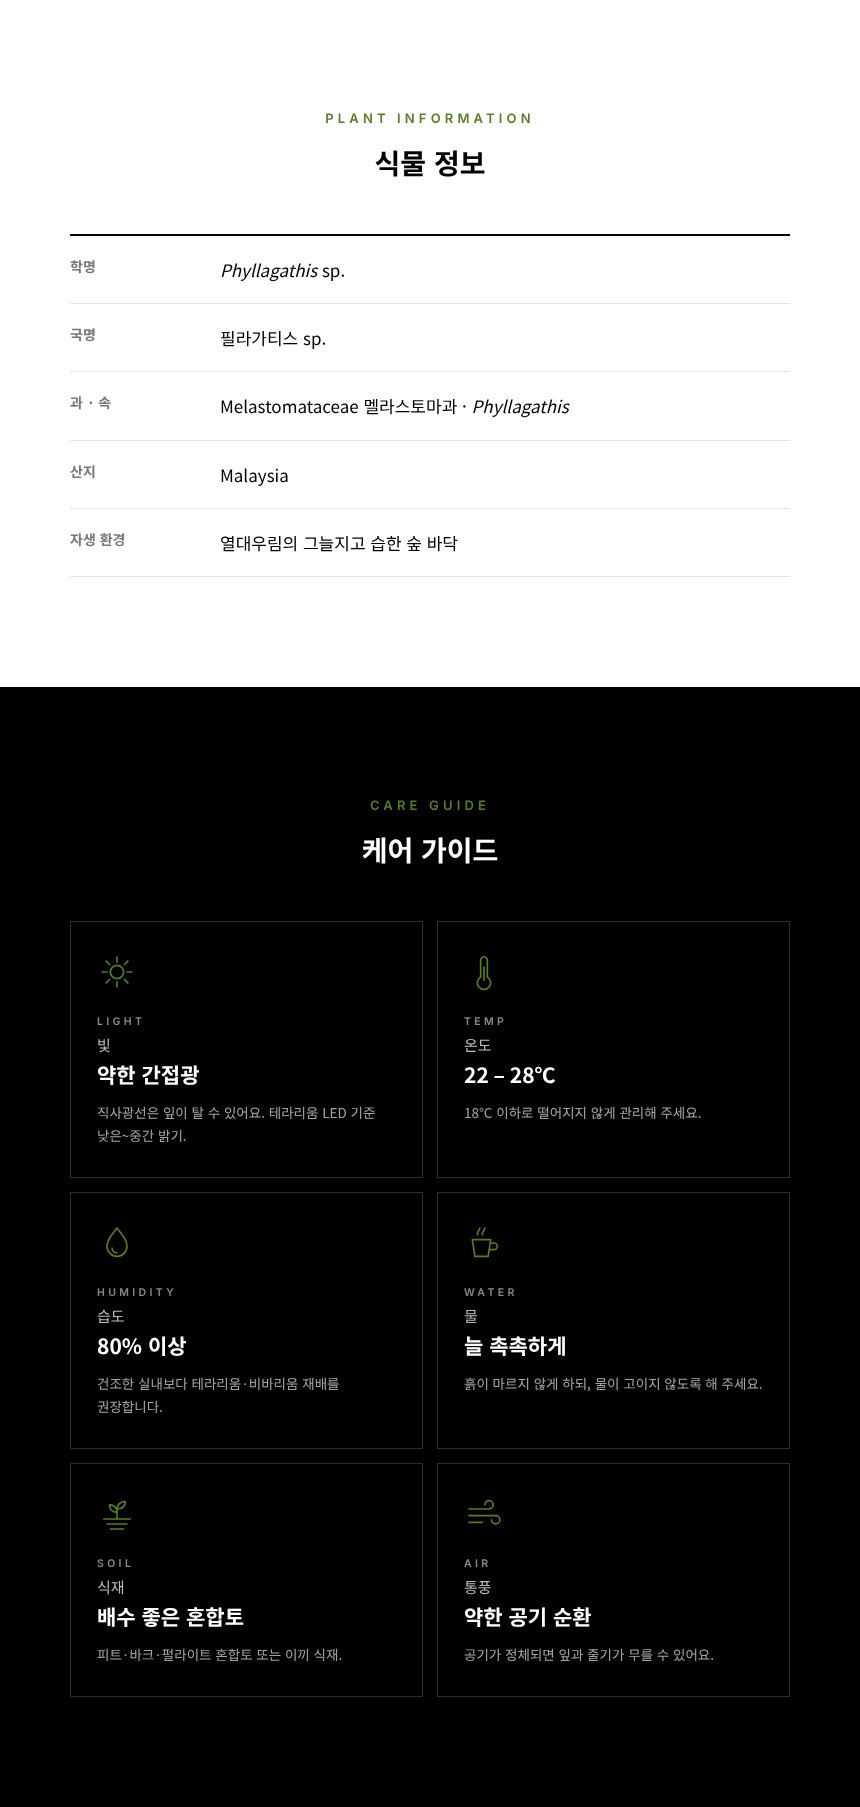 PLANT INFORMATION
식물 정보
학명
Phyllagathis sp.
국명
필라가티스 sp.
과 · 속
Melastomataceae 멜라스토마과 · Phyllagathis
산지
Malaysia
자생 환경
열대우림의 그늘지고 습한 숲 바닥
CARE GUIDE
케어 가이드
LIGHT
빛
약한 간접광
직사광선은 잎이 탈 수 있어요. 테라리움 LED 기준
낮은~중간 밝기.
TEMP
온도
22 – 28℃
18℃ 이하로 떨어지지 않게 관리해 주세요.
HUMIDITY
습도
80% 이상
건조한 실내보다 테라리움·비바리움 재배를
권장합니다.
WATER
물
늘 촉촉하게
흙이 마르지 않게 하되, 물이 고이지 않도록 해 주세요.
SOIL
식재
배수 좋은 혼합토
피트·바크·펄라이트 혼합토 또는 이끼 식재.
AIR
통풍
약한 공기 순환
공기가 정체되면 잎과 줄기가 무를 수 있어요.